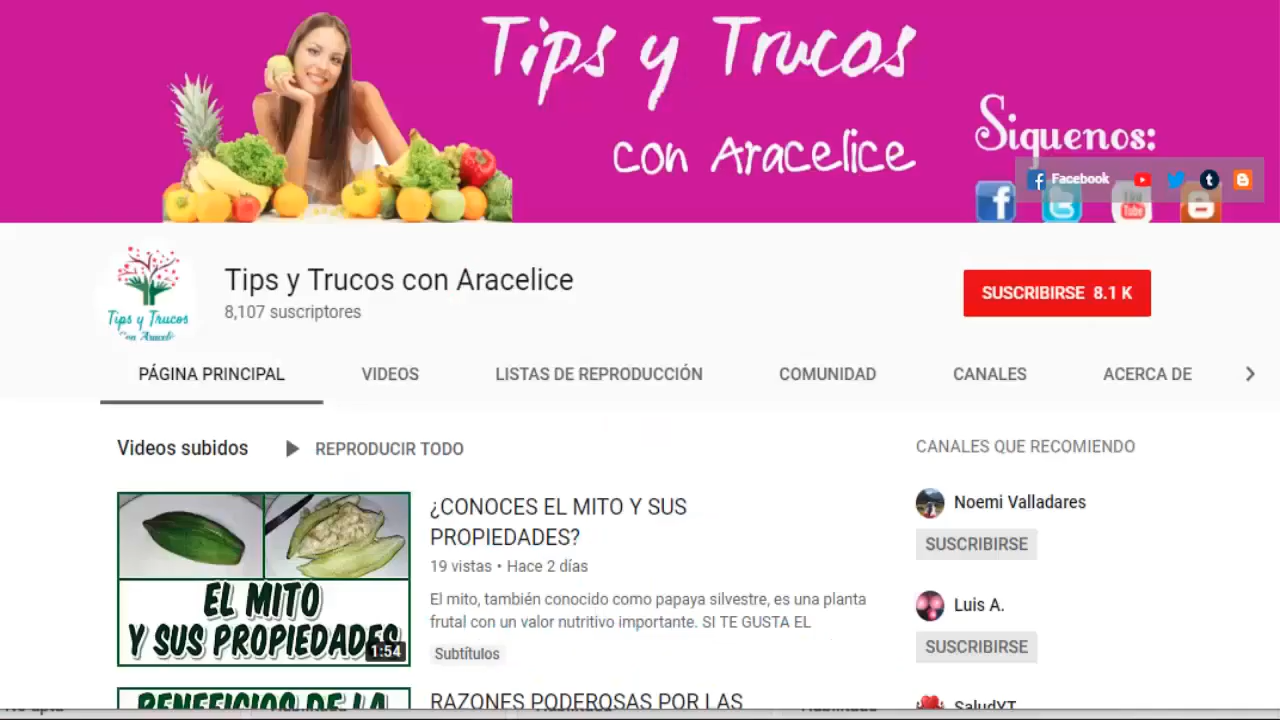 Tips y Trucos
con Aracelice
Siguenos:
Facebook
Tips y Trucos
Tips y Trucos con Aracelice
8,107 suscriptores
SUSCRIBIRSE 8.1 K
PÁGINA PRINCIPAL
VIDEOS
LISTAS DE REPRODUCCIÓN
COMUNIDAD
CANALES
ACERCA DE
Videos subidos
REPRODUCIR TODO
CANALES QUE RECOMIENDO
EL MITO
Y SUS PROPIEDADES
1:54
¿CONOCES EL MITO Y SUS
PROPIEDADES?
19 vistas • Hace 2 días
El mito, también conocido como papaya silvestre, es una planta
frutal con un valor nutritivo importante. SI TE GUSTA EL
Subtítulos
Noemi Valladares
SUSCRIBIRSE
Luis A.
SUSCRIBIRSE
SaludYT
BENEFICIOS DE LA
RAZONES PODEROSAS POR LAS